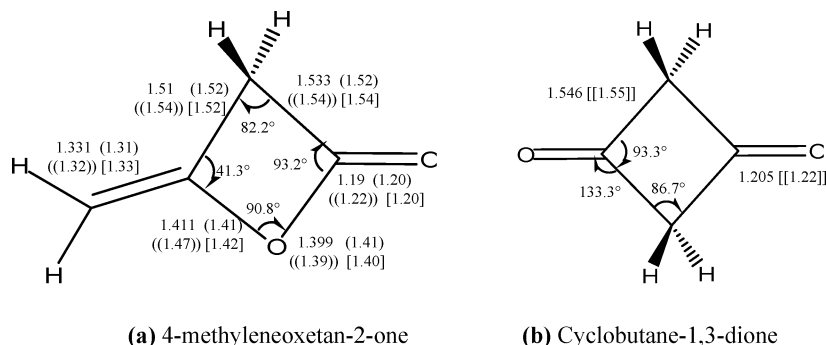 H
H
1.51 (1.52)
((1.54)) [1.52]
1.533 (1.52)
((1.54)) [1.54]
82.2°
1.331 (1.31)
((1.32)) [1.33]
H
41.3°
93.2°
O
1.19 (1.20)
((1.22)) [1.20]
90.8°
1.411 (1.41)
((1.47)) [1.42]
O
1.399 (1.41)
((1.39)) [1.40]
H
(a) 4-methyleneoxetan-2-one
H
H
1.546 [[1.55]]
O
93.3°
O
133.3°
86.7°
1.205 [[1.22]]
H
H
(b) Cyclobutane-1,3-dione